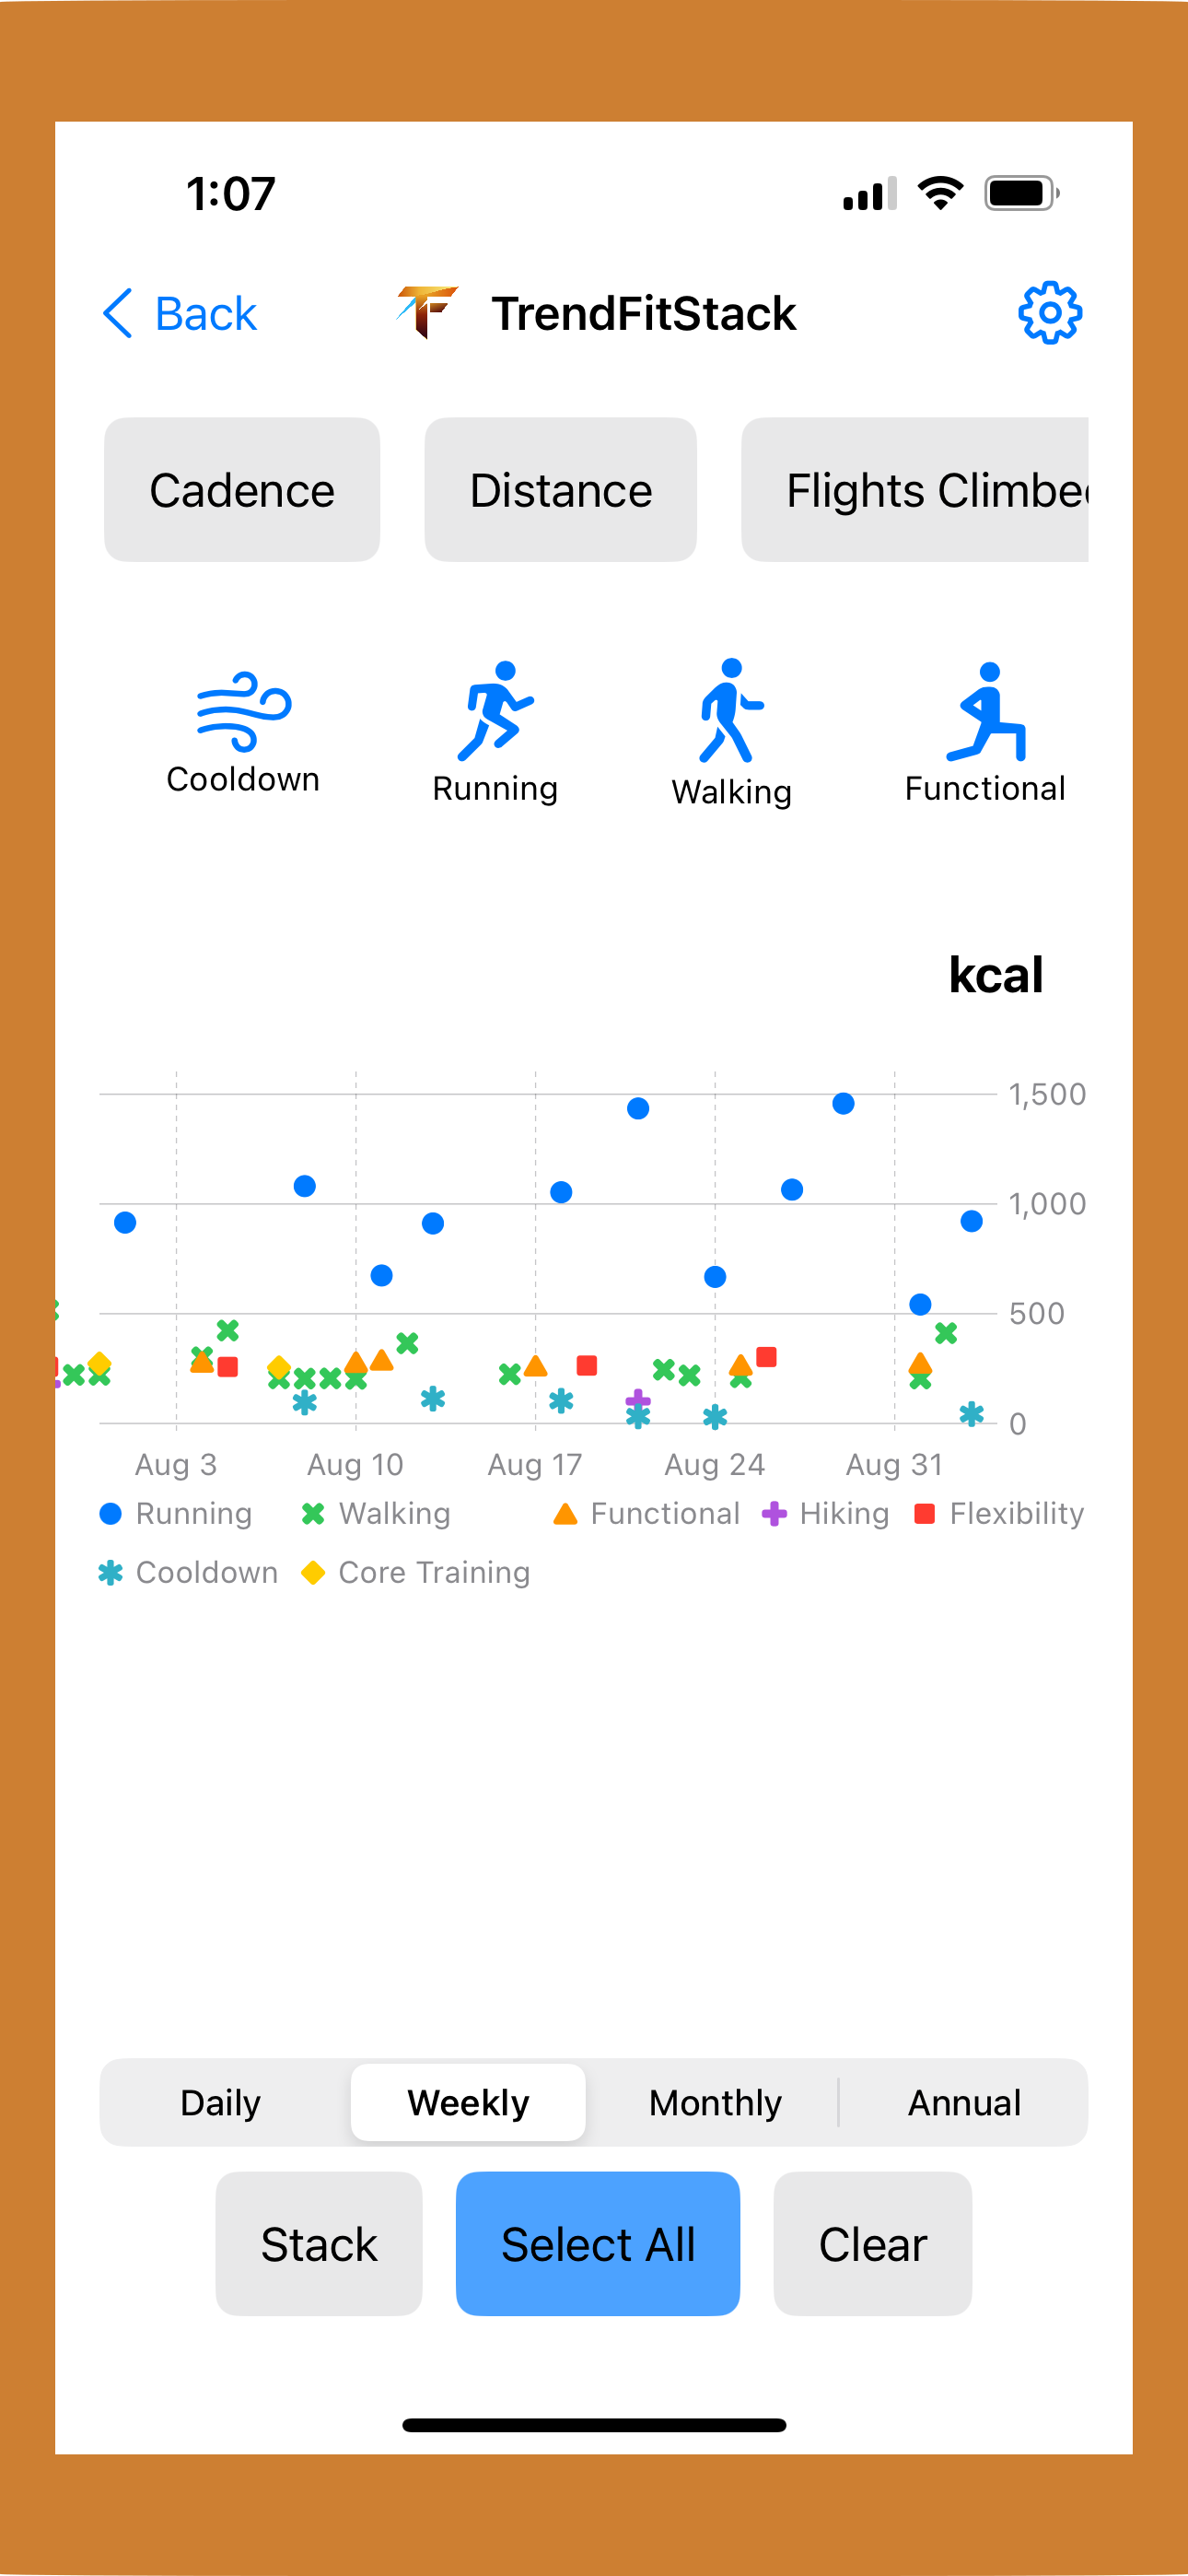 1:07
Back TrendFitStack
Cadence Distance Flights Climbed
Cooldown Running Walking Functional
kcal
1,500
1,000
500
0
Aug 3 Aug 10 Aug 17 Aug 24 Aug 31
Running Walking Functional Hiking Flexibility
Cooldown Core Training
Daily Weekly Monthly Annual
Stack Select All Clear